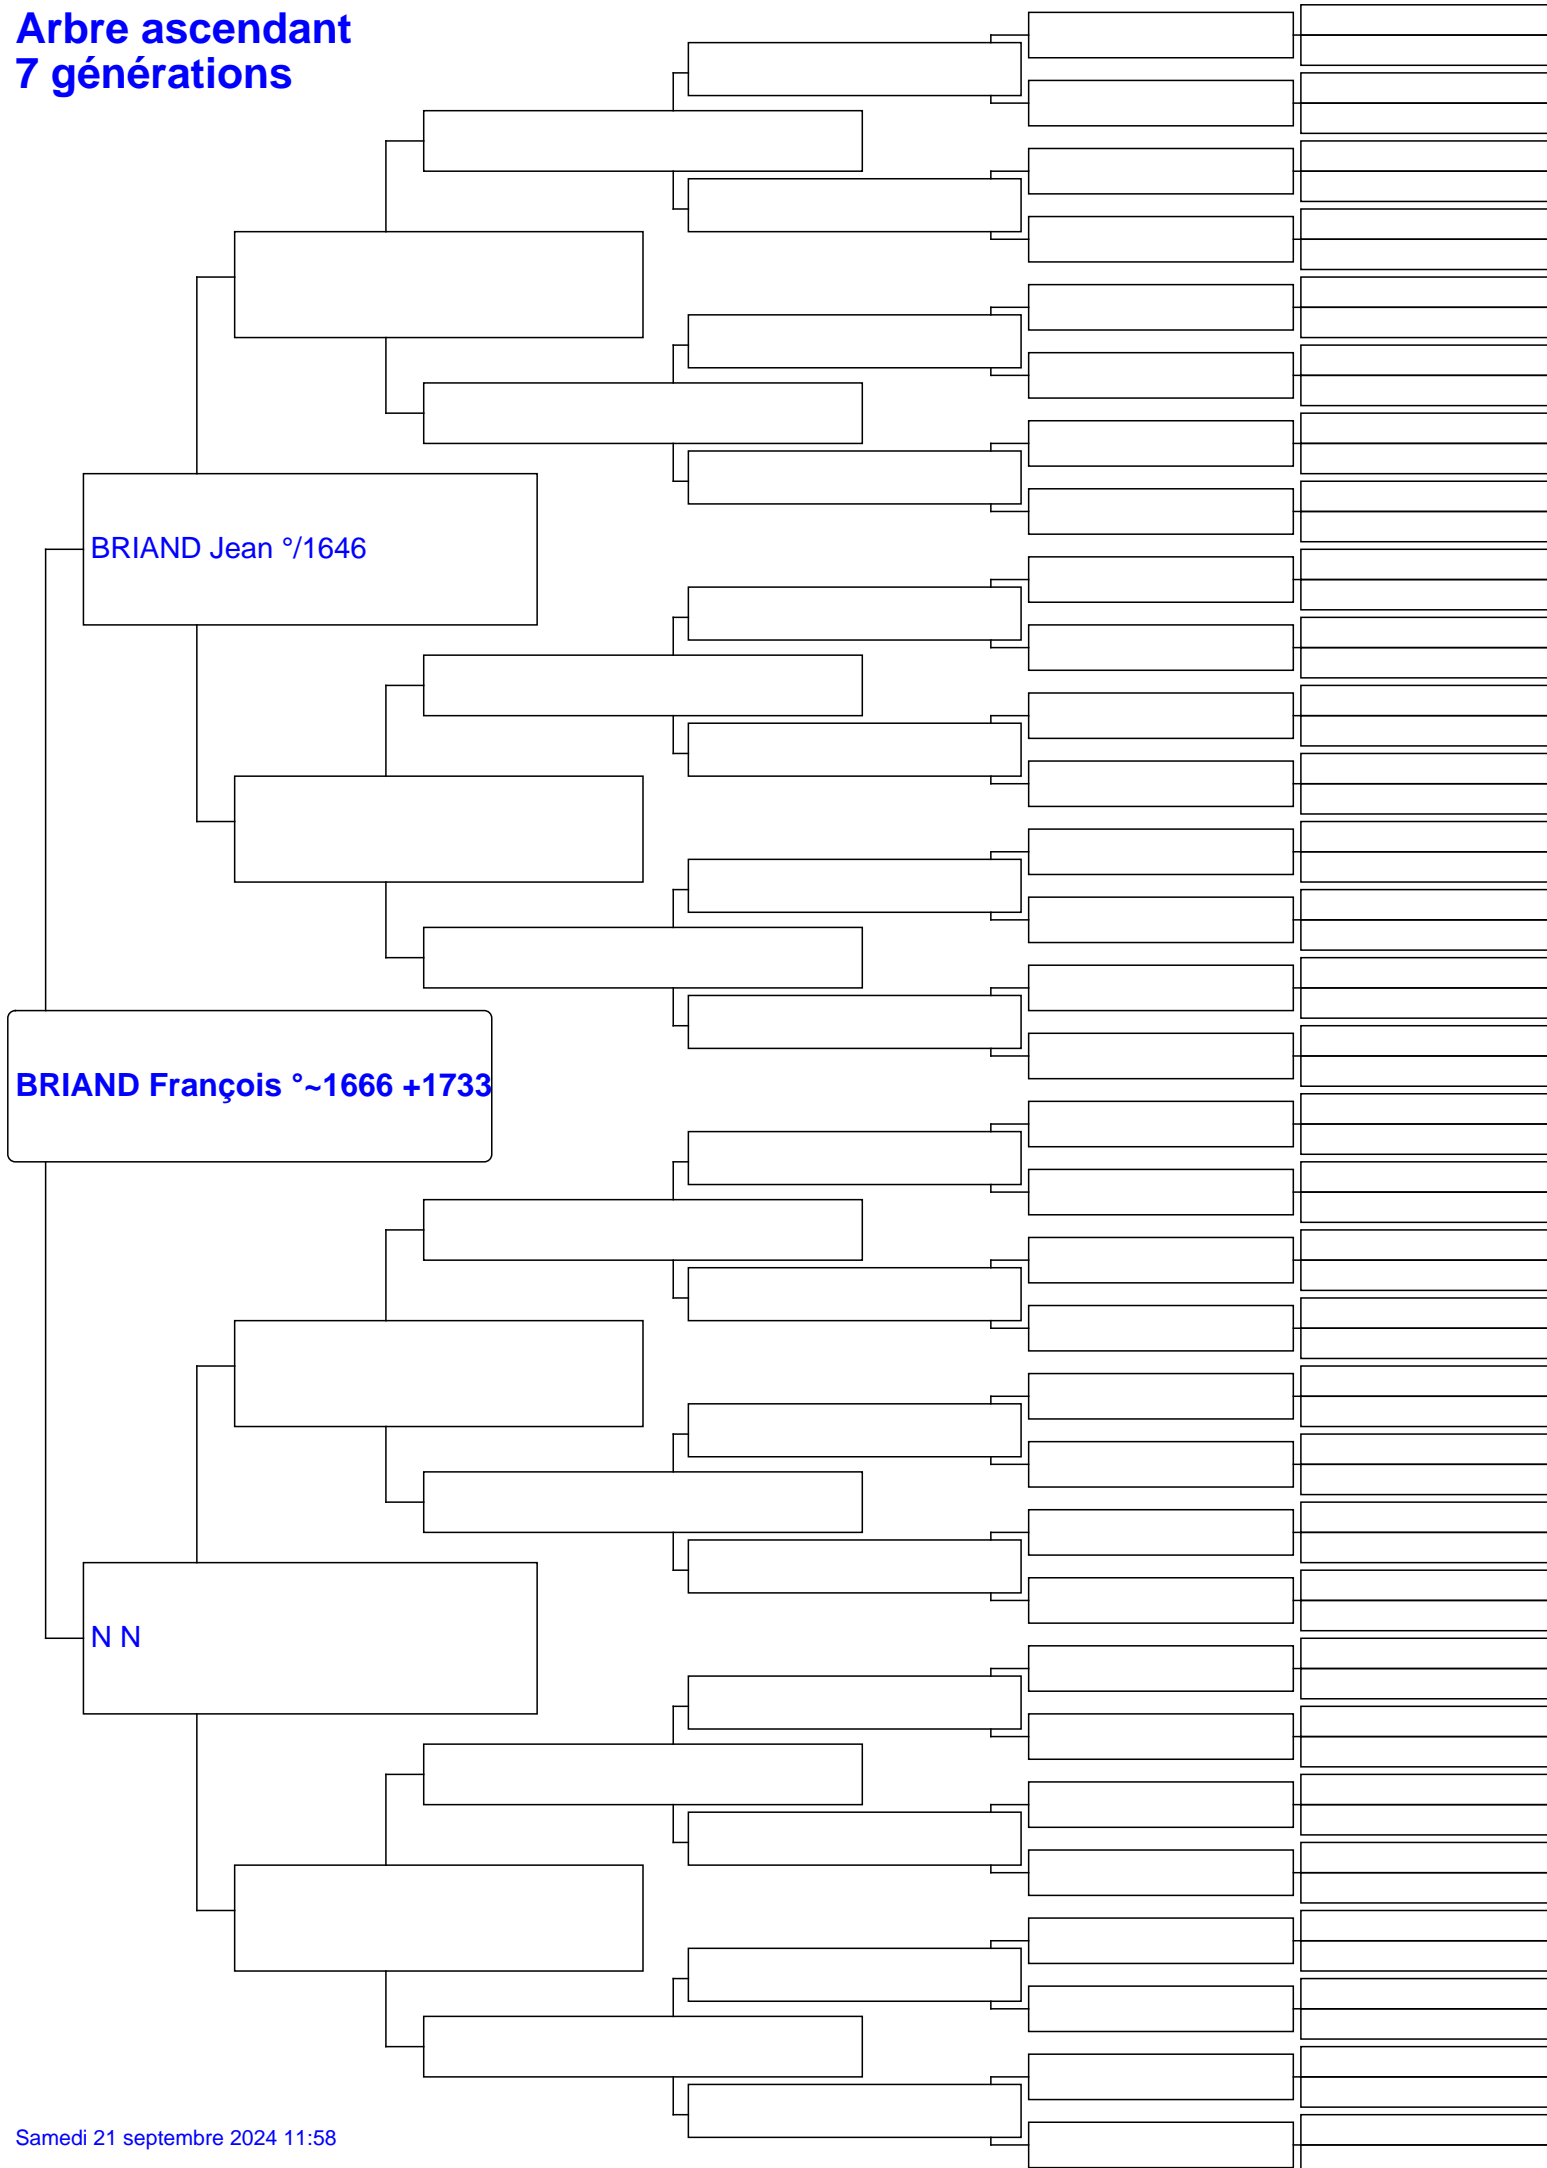 Arbre ascendant
7 générations
BRIAND Jean °/1646
BRIAND François °~1666 +1733
N N
Samedi 21 septembre 2024 11:58